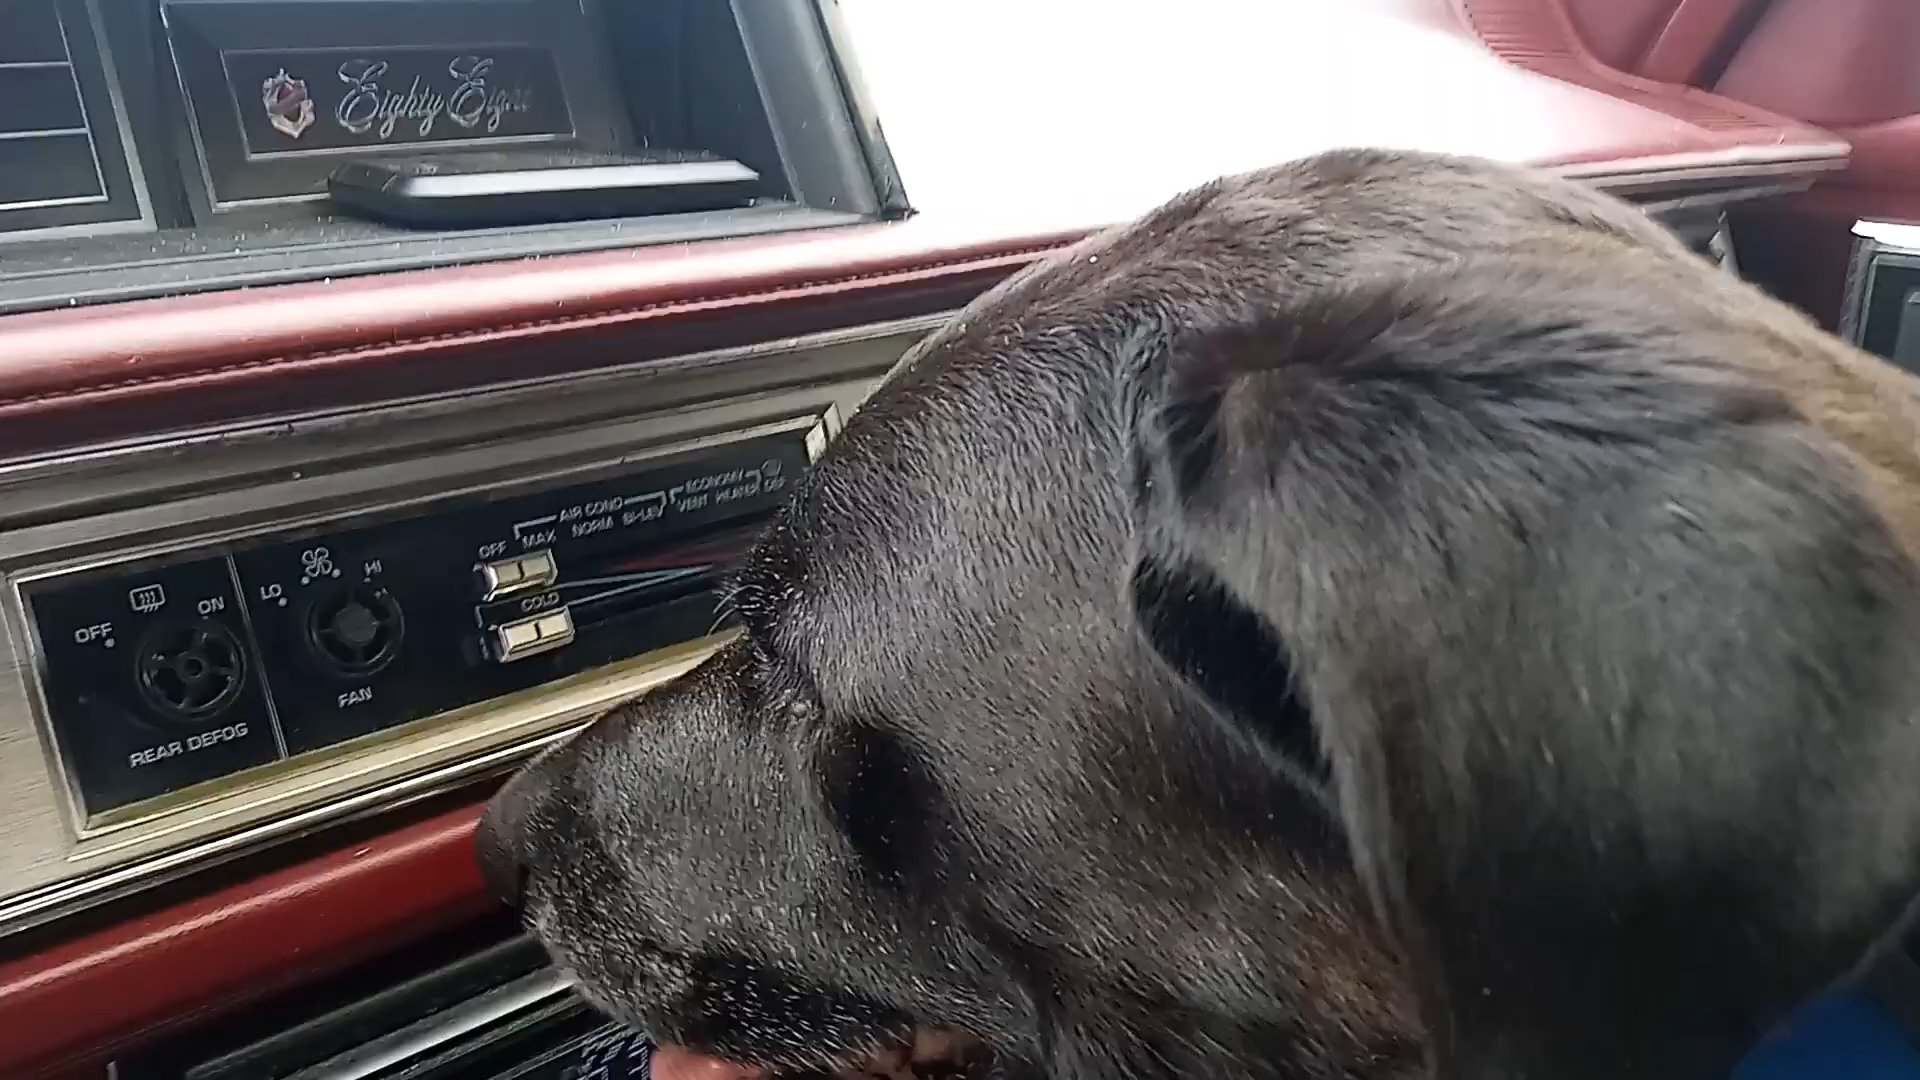 Eighty Eight
AIR COND
ECONOMY
OFF MAX NORM BI-LEV VENT HEATER DEF
COLD
OFF ON
REAR DEFOG
LO HI
FAN